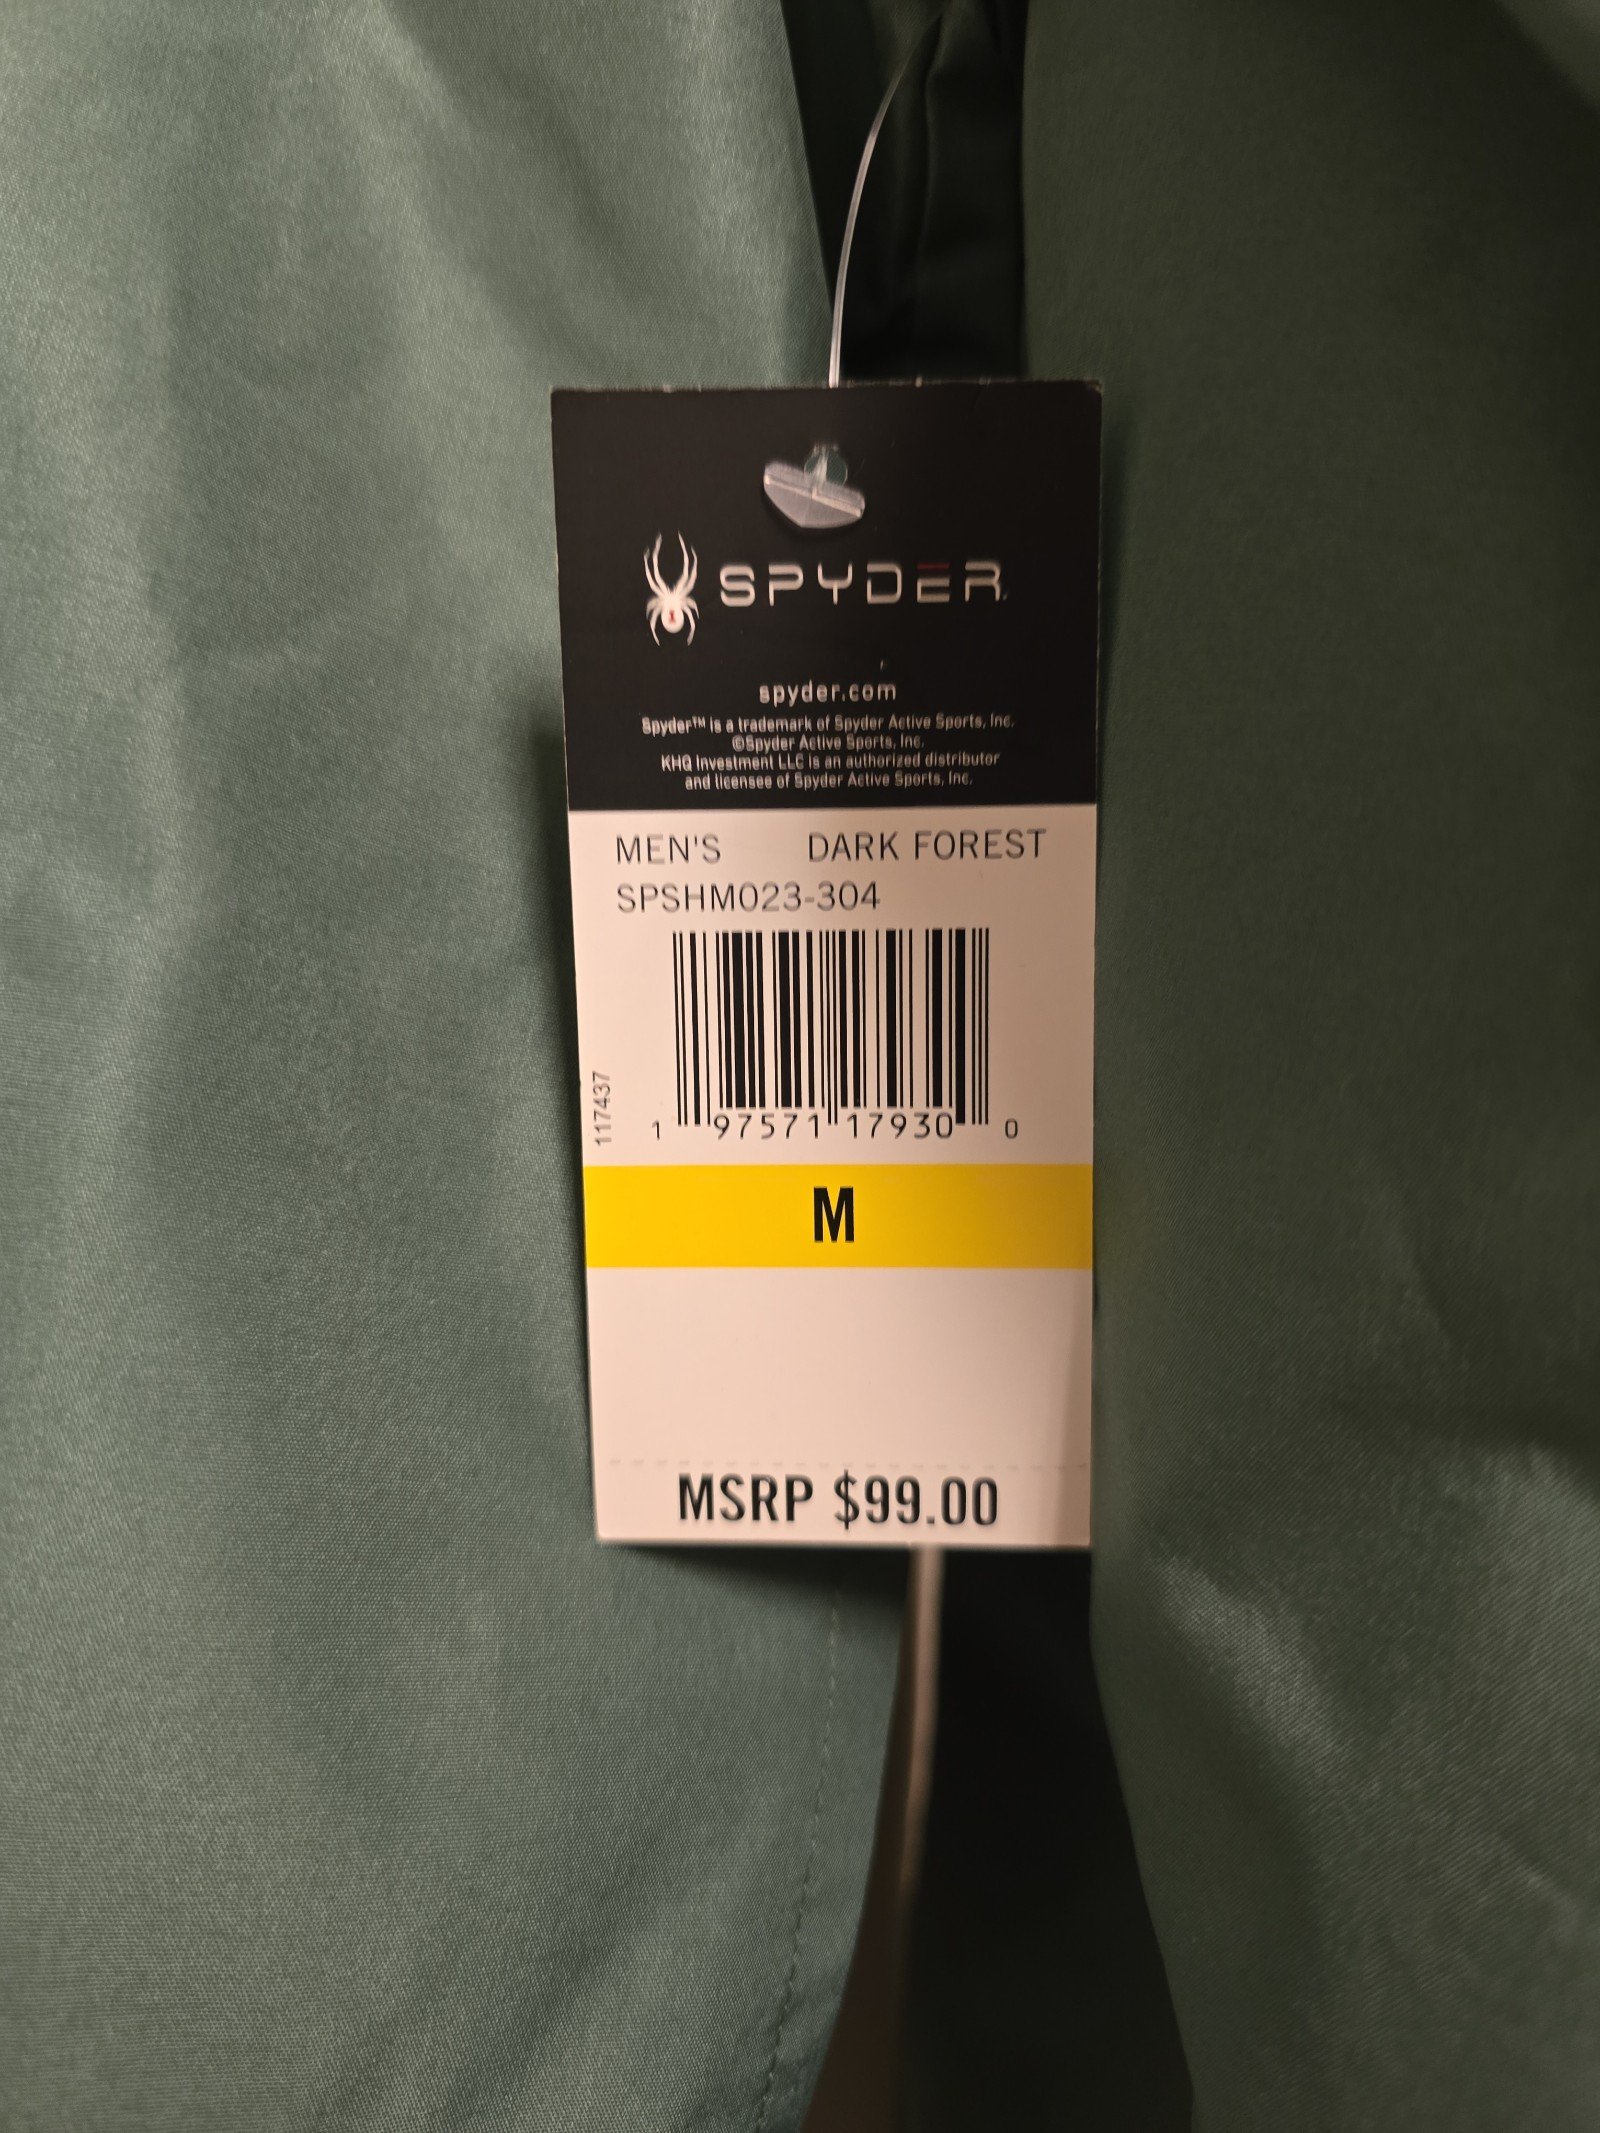 SPYDER
spyder.com
Spyder™ is a trademark of Spyder Active Sports, Inc.
©Spyder Active Sports, Inc.
KHQ Investment LLC is an authorized distributor
and licensee of Spyder Active Sports, Inc.
MEN'S DARK FOREST
SPSHM023-304
117437
1 97571 17930 0
M
MSRP $99.00